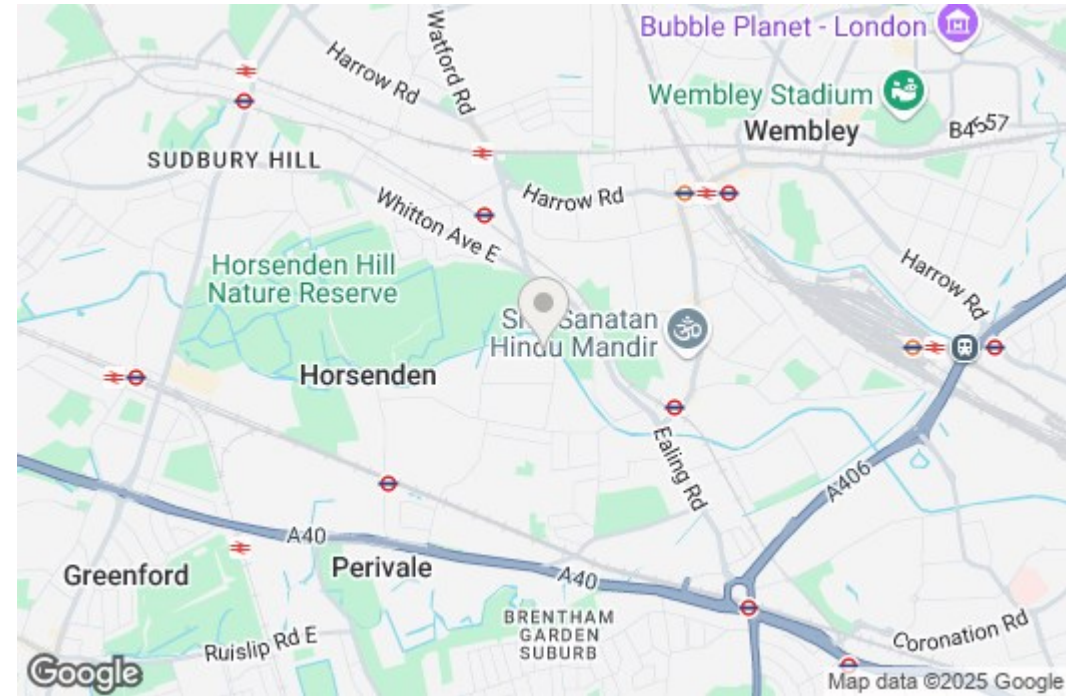 Bubble Planet - London
Watford Rd
Harrow Rd
Wembley Stadium
Wembley
B4557
SUDBURY HILL
Harrow Rd
Whitton Ave E
Horsenden Hill
Nature Reserve
Harrow Rd
Sanatan
Hindu Mandir
Horsenden
Ealing Rd
A406
A40
Perivale
A40
Greenford
BRENTHAM
GARDEN
SUBURB
Ruislip Rd E
Coronation Rd
Google
Map data ©2025 Google